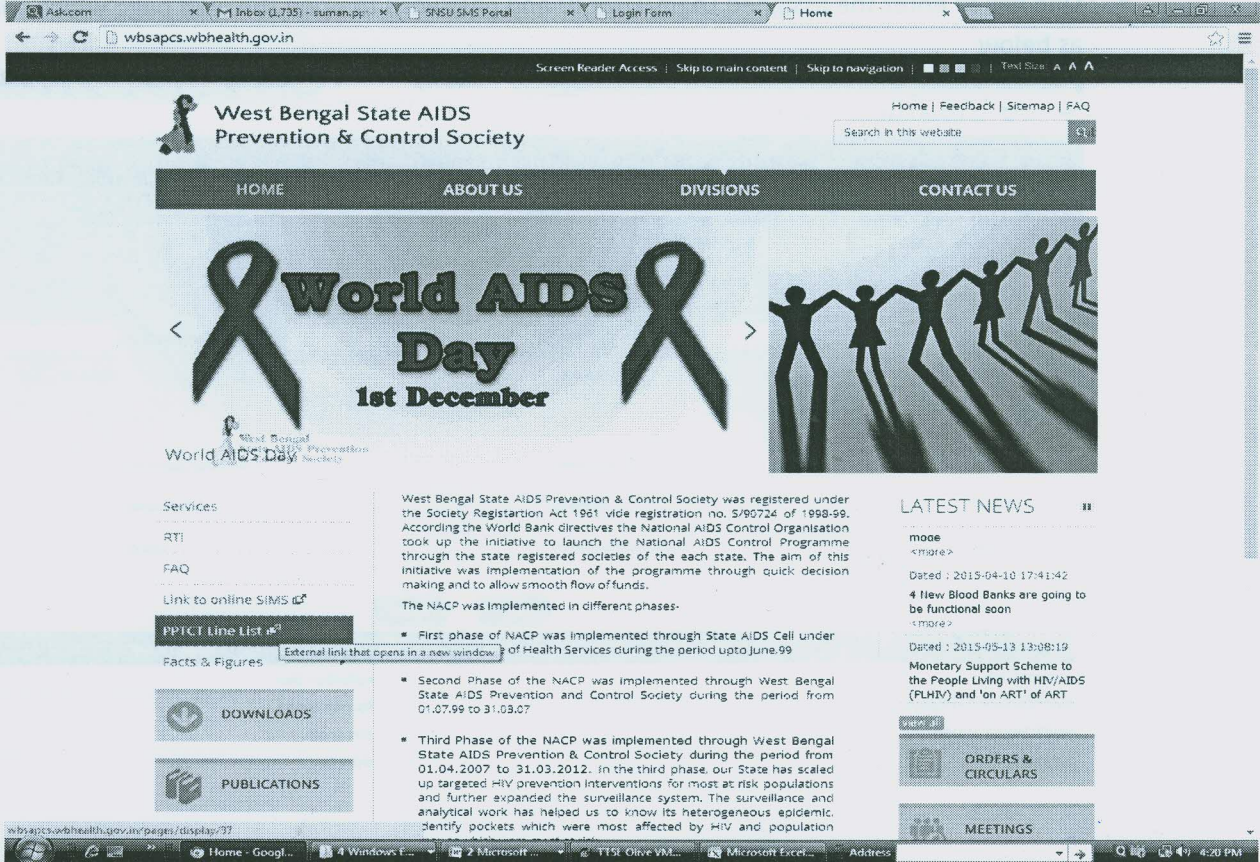 Ask.com
Inbox (1,735) - suman.pp
SNSU SMS Portal
Login Form
Home
wbsapcs.wbhealth.gov.in
Screen Reader Access | Skip to main content | Skip to navigation | Text Size: A A A
West Bengal State AIDS
Prevention & Control Society
Home | Feedback | Sitemap | FAQ
Search in this website
HOME
ABOUT US
DIVISIONS
CONTACT US
World AIDS
Day
1st December
West Bengal
State AIDS Prevention
& Control Society
World AIDS Day
Services
RTI
FAQ
Link to online SIMS
PPTCT Line List
External link that opens in a new window
Facts & Figures
DOWNLOADS
PUBLICATIONS
West Bengal State AIDS Prevention & Control Society was registered under
the Society Registartion Act 1961 vide registration no. S/90724 of 1998-99.
According the World Bank directives the National AIDS Control Organisation
took up the initiative to launch the National AIDS Control Programme
through the state registered societies of the each state. The aim of this
initiative was implementation of the programme through quick decision
making and to allow smooth flow of funds.
The NACP was implemented in different phases-
First phase of NACP was implemented through State AIDS Cell under
of Health Services during the period upto June.99
Second Phase of the NACP was implemented through West Bengal
State AIDS Prevention and Control Society during the period from
01.07.99 to 31.03.07
Third Phase of the NACP was implemented through West Bengal
State AIDS Prevention & Control Society during the period from
01.04.2007 to 31.03.2012. In the third phase, our State has scaled
up targeted HIV prevention interventions for most at risk populations
and further expanded the surveillance system. The surveillance and
analytical work has helped us to know its heterogeneous epidemic,
identify pockets which were most affected by HIV and population
LATEST NEWS
mode
<more>
Dated : 2015-04-10 17:41:42
4 New Blood Banks are going to
be functional soon
<more>
Dated : 2015-05-13 13:08:19
Monetary Support Scheme to
the People Living with HIV/AIDS
(PLHIV) and 'on ART' of ART
view all
ORDERS &
CIRCULARS
MEETINGS
wbsapcs.wbhealth.gov.in/pages/display/37
Home - Googl...
4 Windows E...
2 Microsoft ...
TTSL Olive VM...
Microsoft Excel...
Address
4:20 PM